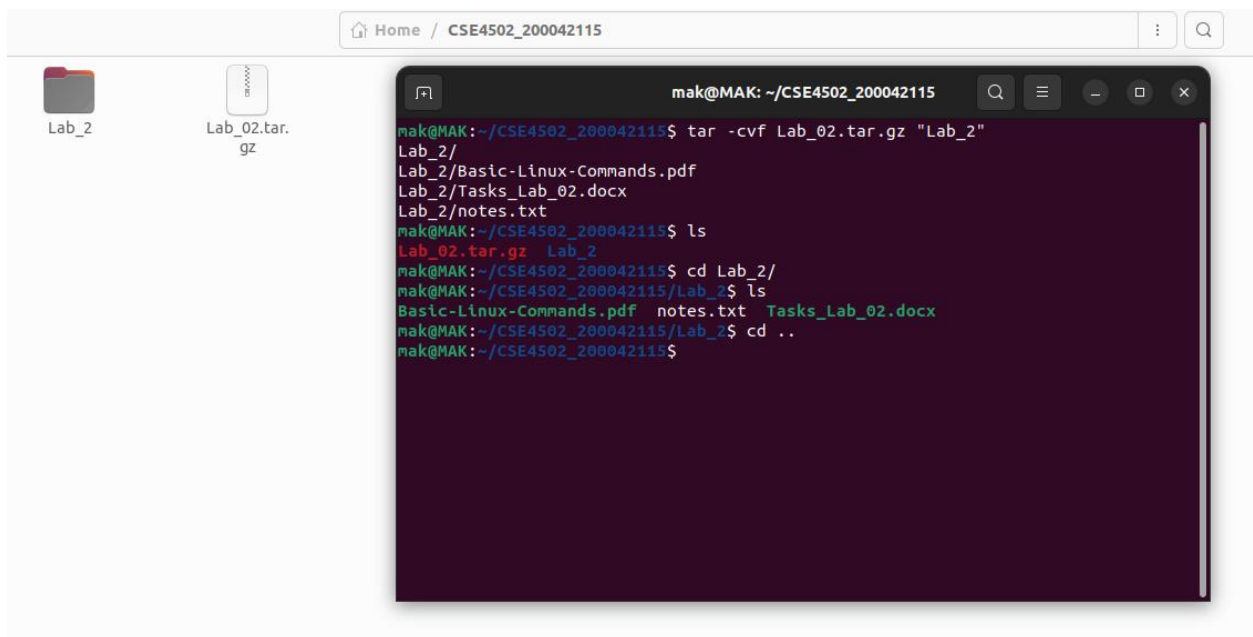 Home / CSE4502_200042115
Lab_2
Lab_02.tar.
gz
mak@MAK: ~/CSE4502_200042115
mak@MAK:~/CSE4502_200042115$ tar -cvf Lab_02.tar.gz "Lab_2"
Lab_2/
Lab_2/Basic-Linux-Commands.pdf
Lab_2/Tasks_Lab_02.docx
Lab_2/notes.txt
mak@MAK:~/CSE4502_200042115$ ls
Lab_02.tar.gz  Lab_2
mak@MAK:~/CSE4502_200042115$ cd Lab_2/
mak@MAK:~/CSE4502_200042115/Lab_2$ ls
Basic-Linux-Commands.pdf  notes.txt  Tasks_Lab_02.docx
mak@MAK:~/CSE4502_200042115/Lab_2$ cd ..
mak@MAK:~/CSE4502_200042115$